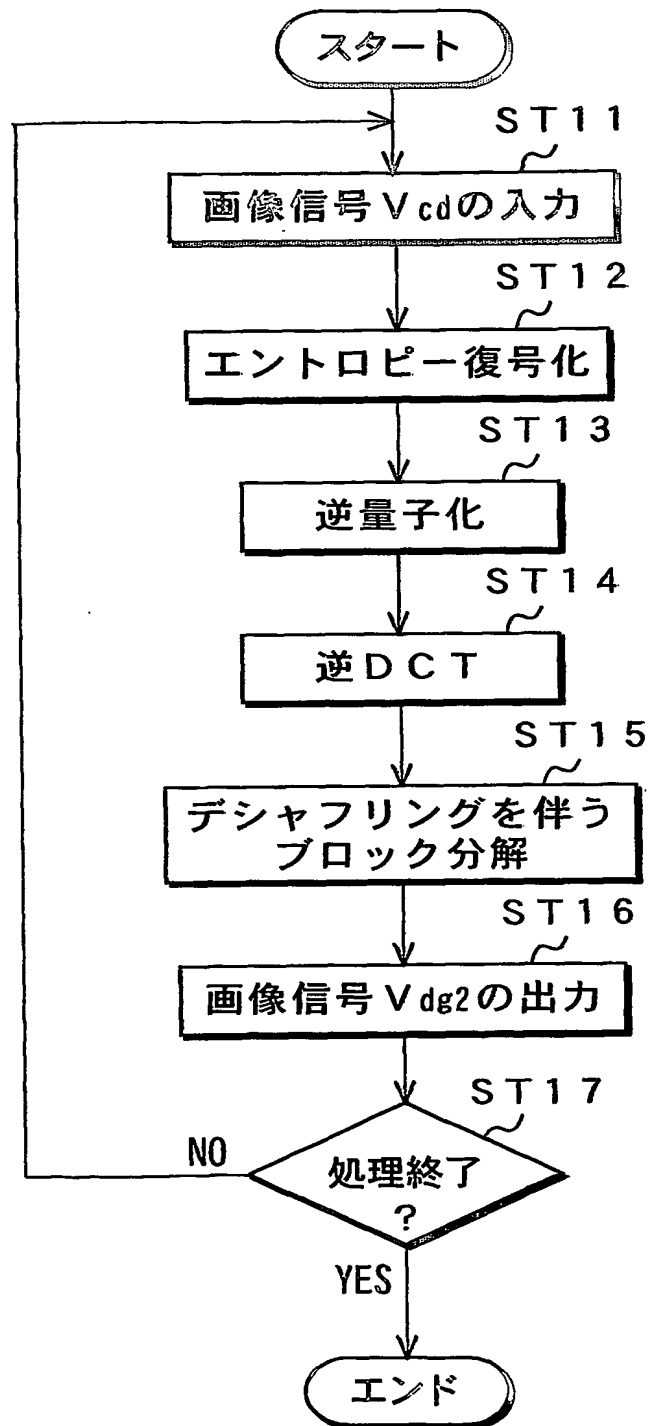 スタート
ST11
画像信号Vcdの入力
ST12
エントロピー復号化
ST13
逆量子化
ST14
逆DCT
ST15
デシャフリングを伴う
ブロック分解
ST16
画像信号Vdg2の出力
ST17
NO
処理終了
?
YES
エンド